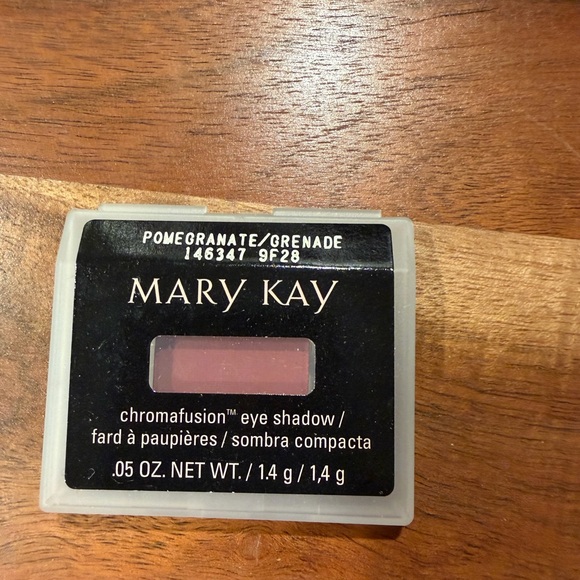 POMEGRANATE/GRENADE
146347 9F28
MARY KAY
chromafusion™ eye shadow /
fard à paupières / sombra compacta
.05 OZ. NET WT. / 1.4 g / 1,4 g